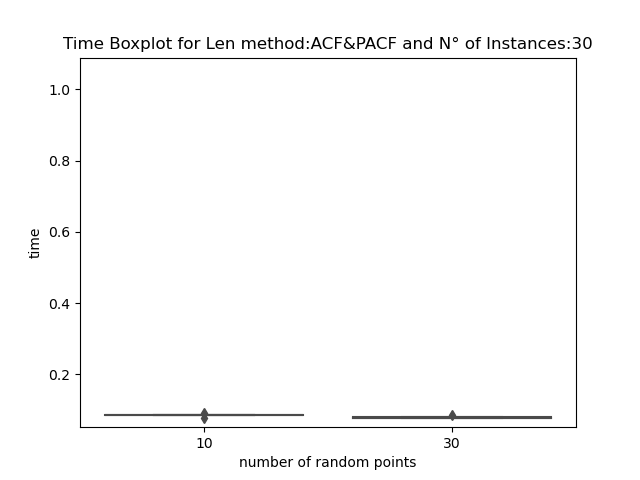 Time Boxplot for Len method:ACF&PACF and N° of Instances:30
1.0
0.8
0.6
0.4
0.2
time
10 30
number of random points